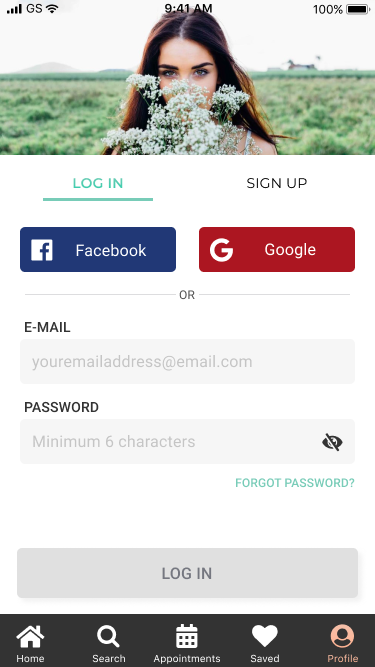 GS 9:41 AM 100%
LOG IN SIGN UP
Facebook Google
OR
E-MAIL
youremailaddress@email.com
PASSWORD
Minimum 6 characters
FORGOT PASSWORD?
LOG IN
Home Search Appointments Saved Profile